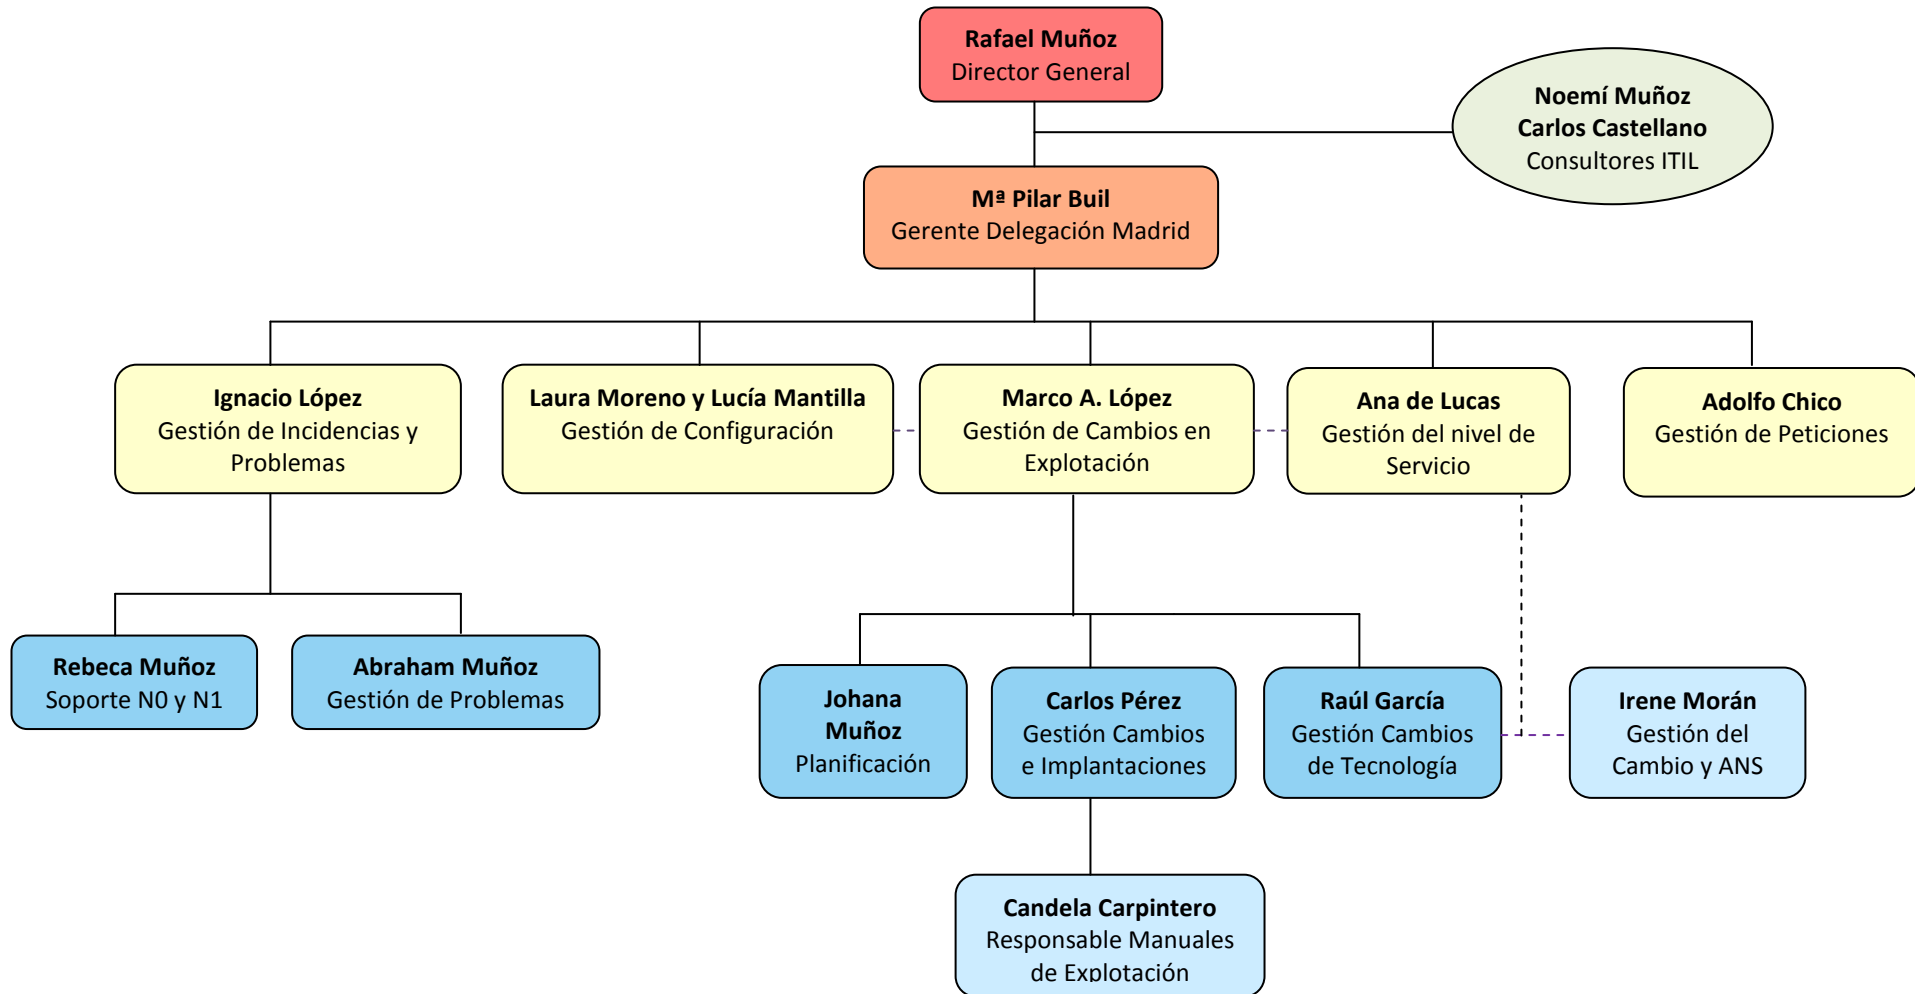 Rafael Muñoz
Director General
Noemí Muñoz
Carlos Castellano
Consultores ITIL
Mª Pilar Buil
Gerente Delegación Madrid
Ignacio López
Gestión de Incidencias y
Problemas
Laura Moreno y Lucía Mantilla
Gestión de Configuración
Marco A. López
Gestión de Cambios en
Explotación
Ana de Lucas
Gestión del nivel de
Servicio
Adolfo Chico
Gestión de Peticiones
Rebeca Muñoz
Soporte N0 y N1
Abraham Muñoz
Gestión de Problemas
Johana
Muñoz
Planificación
Carlos Pérez
Gestión Cambios
e Implantaciones
Raúl García
Gestión Cambios
de Tecnología
Irene Morán
Gestión del
Cambio y ANS
Candela Carpintero
Responsable Manuales
de Explotación